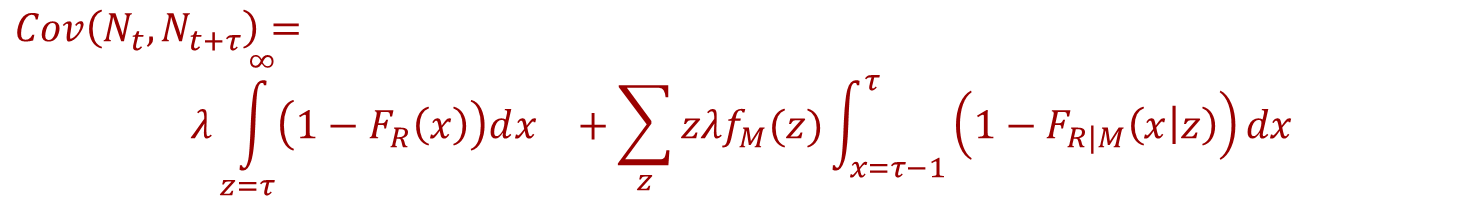 Cov(N_t, N_{t+τ}) =
λ ∫_{z=τ}^{∞} (1 − F_R(x))dx + ∑_z zλf_M(z) ∫_{x=τ−1}^{τ} (1 − F_{R|M}(x|z)) dx